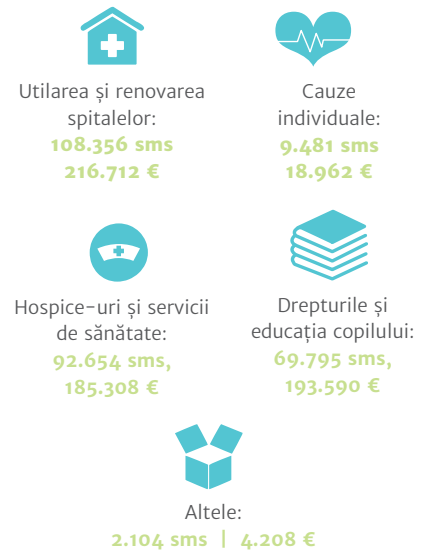 Utilarea și renovarea
spitalelor:
108.356 sms
216.712 €
Cauze
individuale:
9.481 sms
18.962 €
Hospice-uri și servicii
de sănătate:
92.654 sms,
185.308 €
Drepturile și
educația copilului:
69.795 sms,
193.590 €
Altele:
2.104 sms | 4.208 €